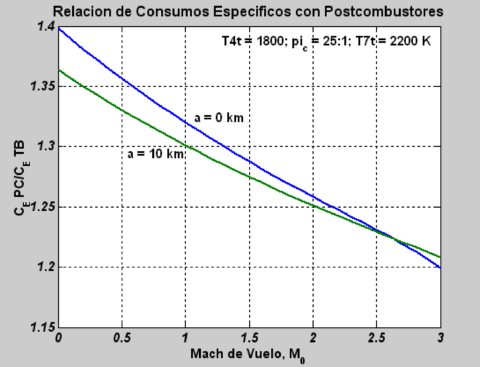 Relacion de Consumos Especificos con Postcombustores
T4t = 1800; pi_c = 25:1; T7t = 2200 K
a = 0 km
a = 10 km
C_E PC/C_E TB
1.4
1.35
1.3
1.25
1.2
1.15
0 0.5 1 1.5 2 2.5 3
Mach de Vuelo, M_0